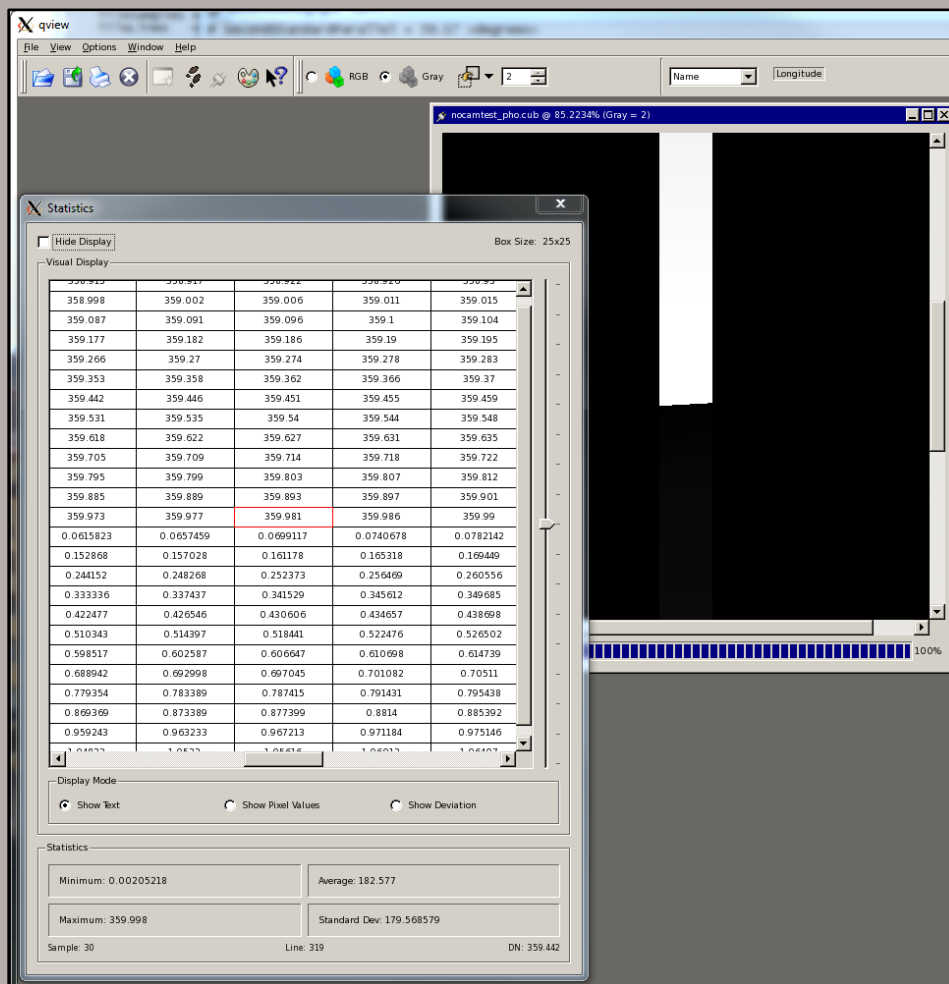 qview
File View Options Window Help
RGB Gray 2 Name Longitude
nocamtest_pho.cub @ 85.2234% (Gray = 2)
Statistics
Hide Display Box Size: 25x25
Visual Display
358.998 359.002 359.006 359.011 359.015
359.087 359.091 359.096 359.1 359.104
359.177 359.182 359.186 359.19 359.195
359.266 359.27 359.274 359.278 359.283
359.353 359.358 359.362 359.366 359.37
359.442 359.446 359.451 359.455 359.459
359.531 359.535 359.54 359.544 359.548
359.618 359.622 359.627 359.631 359.635
359.705 359.709 359.714 359.718 359.722
359.795 359.799 359.803 359.807 359.812
359.885 359.889 359.893 359.897 359.901
359.973 359.977 359.981 359.986 359.99
0.0615823 0.0657459 0.0699117 0.0740678 0.0782142
0.152868 0.157028 0.161178 0.165318 0.169449
0.244152 0.248268 0.252373 0.256469 0.260556
0.333336 0.337437 0.341529 0.345612 0.349685
0.422477 0.426546 0.430606 0.434657 0.438698
0.510343 0.514397 0.518441 0.522476 0.526502
0.598517 0.602587 0.606647 0.610698 0.614739
0.688942 0.692998 0.697045 0.701082 0.70511
0.779354 0.783389 0.787415 0.791431 0.795438
0.869369 0.873389 0.877399 0.8814 0.885392
0.959243 0.963233 0.967213 0.971184 0.975146
100%
Display Mode
Show Text Show Pixel Values Show Deviation
Statistics
Minimum: 0.00205218 Average: 182.577
Maximum: 359.998 Standard Dev: 179.568579
Sample: 30 Line: 319 DN: 359.442